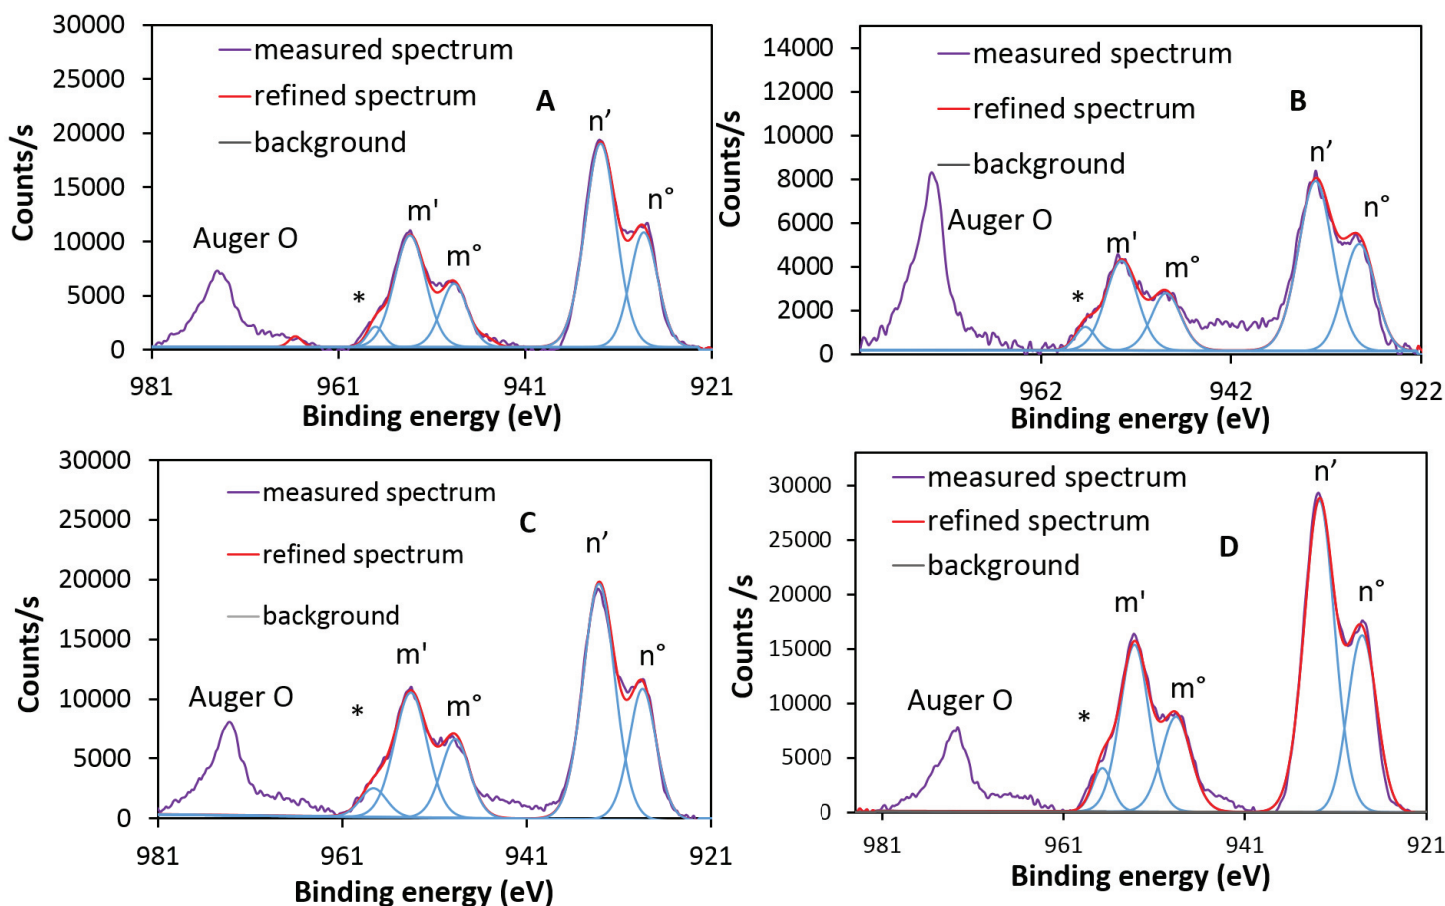 30000
25000
20000
15000
10000
5000
0
Counts/s
measured spectrum
refined spectrum
background
A
n’
n°
m'
m°
*
Auger O
981
961
941
921
Binding energy (eV)
14000
12000
10000
8000
6000
4000
2000
0
Counts/s
measured spectrum
refined spectrum
background
B
n’
n°
Auger O
m'
m°
*
962
942
922
Binding energy (eV)
30000
25000
20000
15000
10000
5000
0
Counts/s
measured spectrum
refined spectrum
background
C
n’
n°
m'
m°
*
Auger O
981
961
941
921
Binding energy (eV)
30000
25000
20000
15000
10000
5000
0
Counts /s
measured spectrum
refined spectrum
background
D
n’
n°
m'
m°
*
Auger O
981
961
941
921
Binding energy (eV)